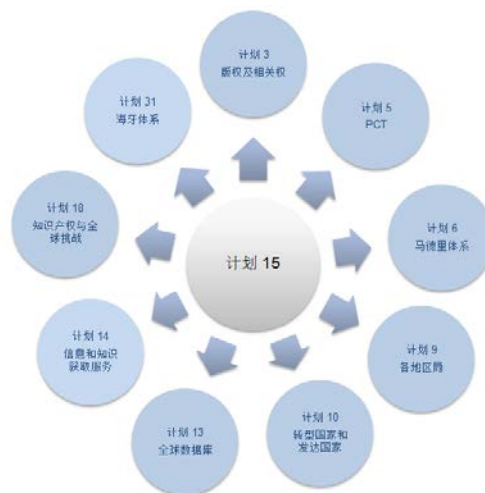 计划 3
版权及相关权
计划 5
PCT
计划 6
马德里体系
计划 9
各地区局
计划 10
转型国家和
发达国家
计划 13
全球数据库
计划 14
信息和知识
获取服务
计划 18
知识产权与全
球挑战
计划 31
海牙体系
计划 15